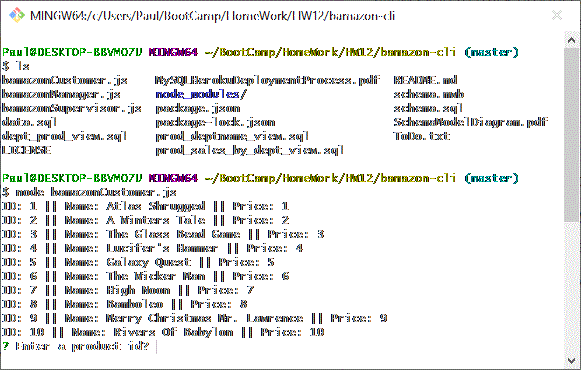 MINGW64:/c/Users/Paul/BootCamp/HomeWork/HW12/bamazon-cli
Paul@DESKTOP-BBVMO7U MINGW64 ~/BootCamp/HomeWork/HW12/bamazon-cli (master)
$ ls
bamazonCustomer.js MySQLHerokuDeploymentProcess.pdf README.md
bamazonManager.js node_modules/ schema.mwb
bamazonSupervisor.js package.json schema.sql
data.sql package-lock.json SchemaModelDiagram.pdf
dept_prod_view.sql prod_deptname_view.sql ToDo.txt
LICENSE prod_sales_by_dept_view.sql
Paul@DESKTOP-BBVMO7U MINGW64 ~/BootCamp/HomeWork/HW12/bamazon-cli (master)
$ node bamazonCustomer.js
ID: 1 || Name: Atlas Shrugged || Price: 1
ID: 2 || Name: A Winters Tale || Price: 2
ID: 3 || Name: The Glass Bead Game || Price: 3
ID: 4 || Name: Lucifer's Hammer || Price: 4
ID: 5 || Name: Galaxy Quest || Price: 5
ID: 6 || Name: The Wicker Man || Price: 6
ID: 7 || Name: High Noon || Price: 7
ID: 8 || Name: Bamboleo || Price: 8
ID: 9 || Name: Merry Christmas Mr. Lawrence || Price: 9
ID: 10 || Name: Rivers Of Babylon || Price: 10
? Enter a product id?